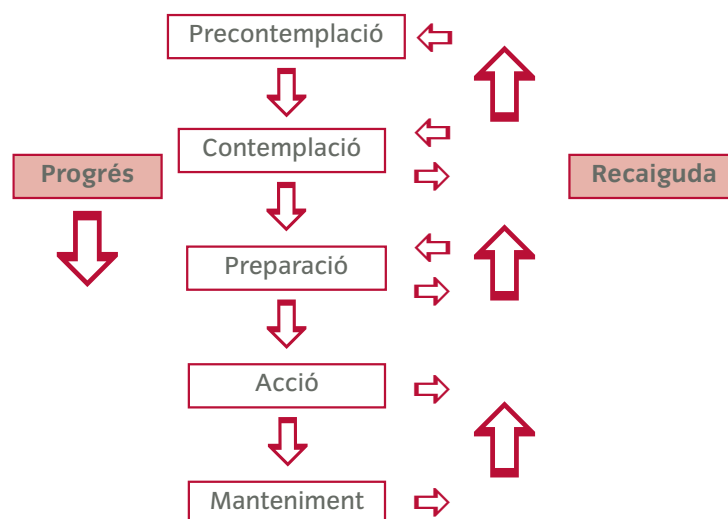 Precontemplació
Contemplació
Progrés
Recaiguda
Preparació
Acció
Manteniment